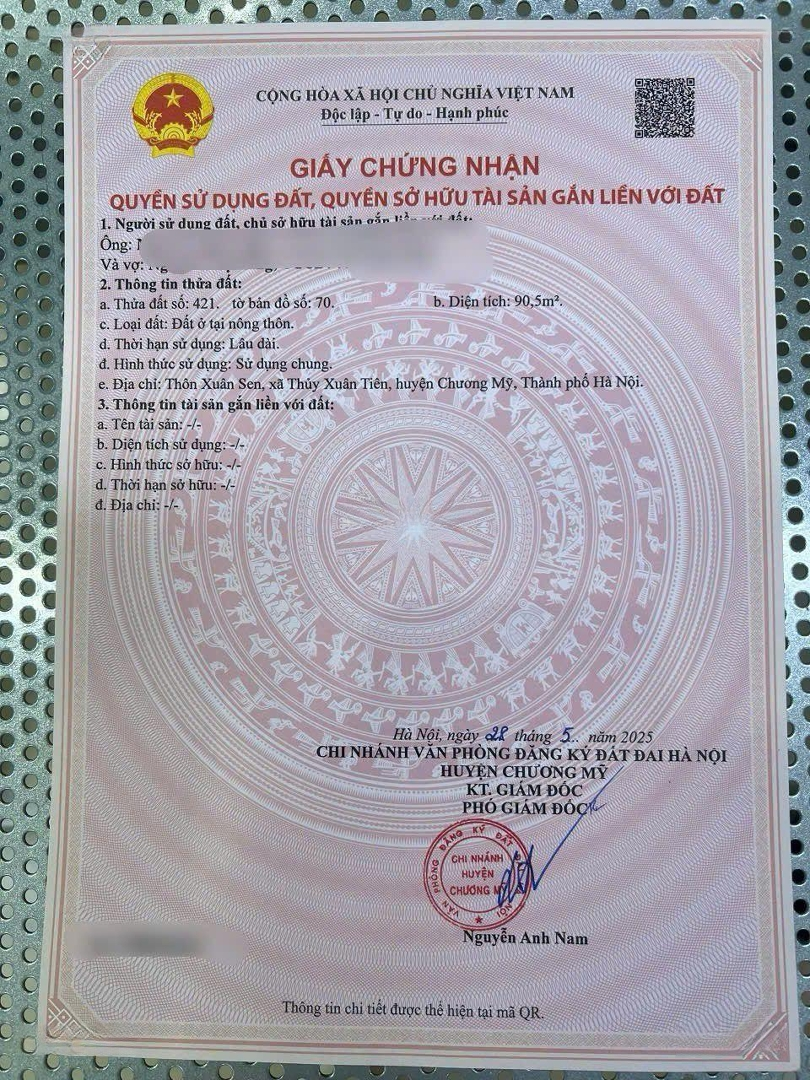 CỘNG HÒA XÃ HỘI CHỦ NGHĨA VIỆT NAM
Độc lập - Tự do - Hạnh phúc
GIẤY CHỨNG NHẬN
QUYỀN SỬ DỤNG ĐẤT, QUYỀN SỞ HỮU TÀI SẢN GẮN LIỀN VỚI ĐẤT
1. Người sử dụng đất, chủ sở hữu tài sản gắn liền với đất:
Ông:
Và vợ:
2. Thông tin thửa đất:
a. Thửa đất số: 421. tờ bản đồ số: 70. b. Diện tích: 90,5m².
c. Loại đất: Đất ở tại nông thôn.
d. Thời hạn sử dụng: Lâu dài.
đ. Hình thức sử dụng: Sử dụng chung.
e. Địa chỉ: Thôn Xuân Sen, xã Thủy Xuân Tiên, huyện Chương Mỹ, Thành phố Hà Nội.
3. Thông tin tài sản gắn liền với đất:
a. Tên tài sản: -/-
b. Diện tích sử dụng: -/-
c. Hình thức sở hữu: -/-
d. Thời hạn sở hữu: -/-
đ. Địa chỉ: -/-
Hà Nội, ngày 28 tháng 5.. năm 2025
CHI NHÁNH VĂN PHÒNG ĐĂNG KÝ ĐẤT ĐAI HÀ NỘI
HUYỆN CHƯƠNG MỸ
KT. GIÁM ĐỐC
PHÓ GIÁM ĐỐC
VĂN PHÒNG ĐĂNG KÝ ĐẤT
NỘI
CHI NHÁNH
HUYỆN
CHƯƠNG MỸ
Nguyễn Anh Nam
Thông tin chi tiết được thể hiện tại mã QR.